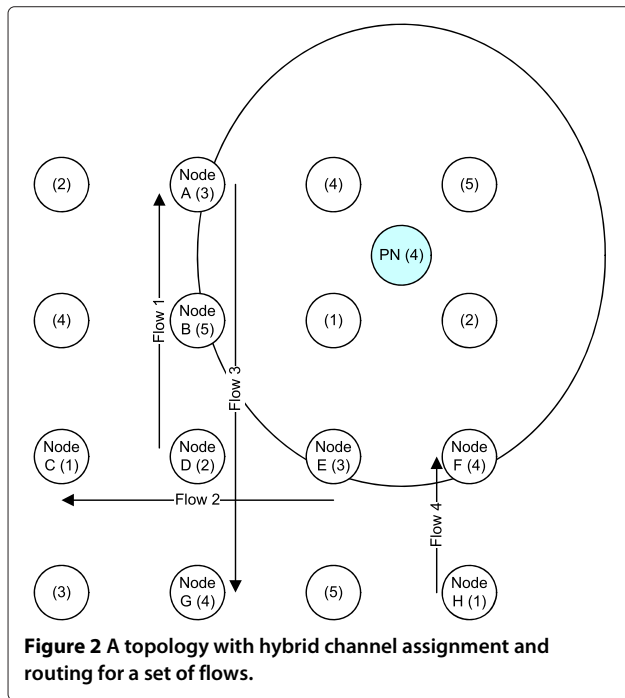 (2)
Node
A (3)
(4)
(5)
PN (4)
Flow 1
(4)
Node
B (5)
(1)
(2)
Flow 3
Node
C (1)
Node
D (2)
Node
E (3)
Node
F (4)
Flow 2
Flow 4
(3)
Node
G (4)
(5)
Node
H (1)
Figure 2 A topology with hybrid channel assignment and
routing for a set of flows.